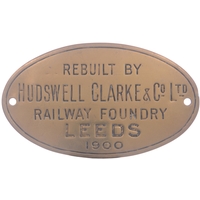 REBUILT BY
HUDSWELL CLARKE & Co LTD
RAILWAY FOUNDRY
LEEDS
1900